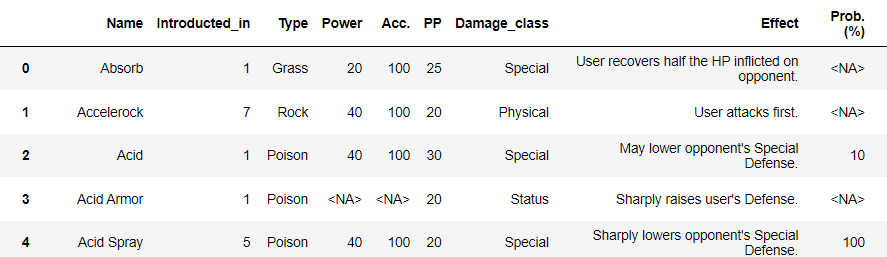 Name Introducted_in Type Power Acc. PP Damage_class Effect Prob. (%)
0 Absorb 1 Grass 20 100 25 Special User recovers half the HP inflicted on opponent. <NA>
1 Accelerock 7 Rock 40 100 20 Physical User attacks first. <NA>
2 Acid 1 Poison 40 100 30 Special May lower opponent's Special Defense. 10
3 Acid Armor 1 Poison <NA> <NA> 20 Status Sharply raises user's Defense. <NA>
4 Acid Spray 5 Poison 40 100 20 Special Sharply lowers opponent's Special Defense. 100